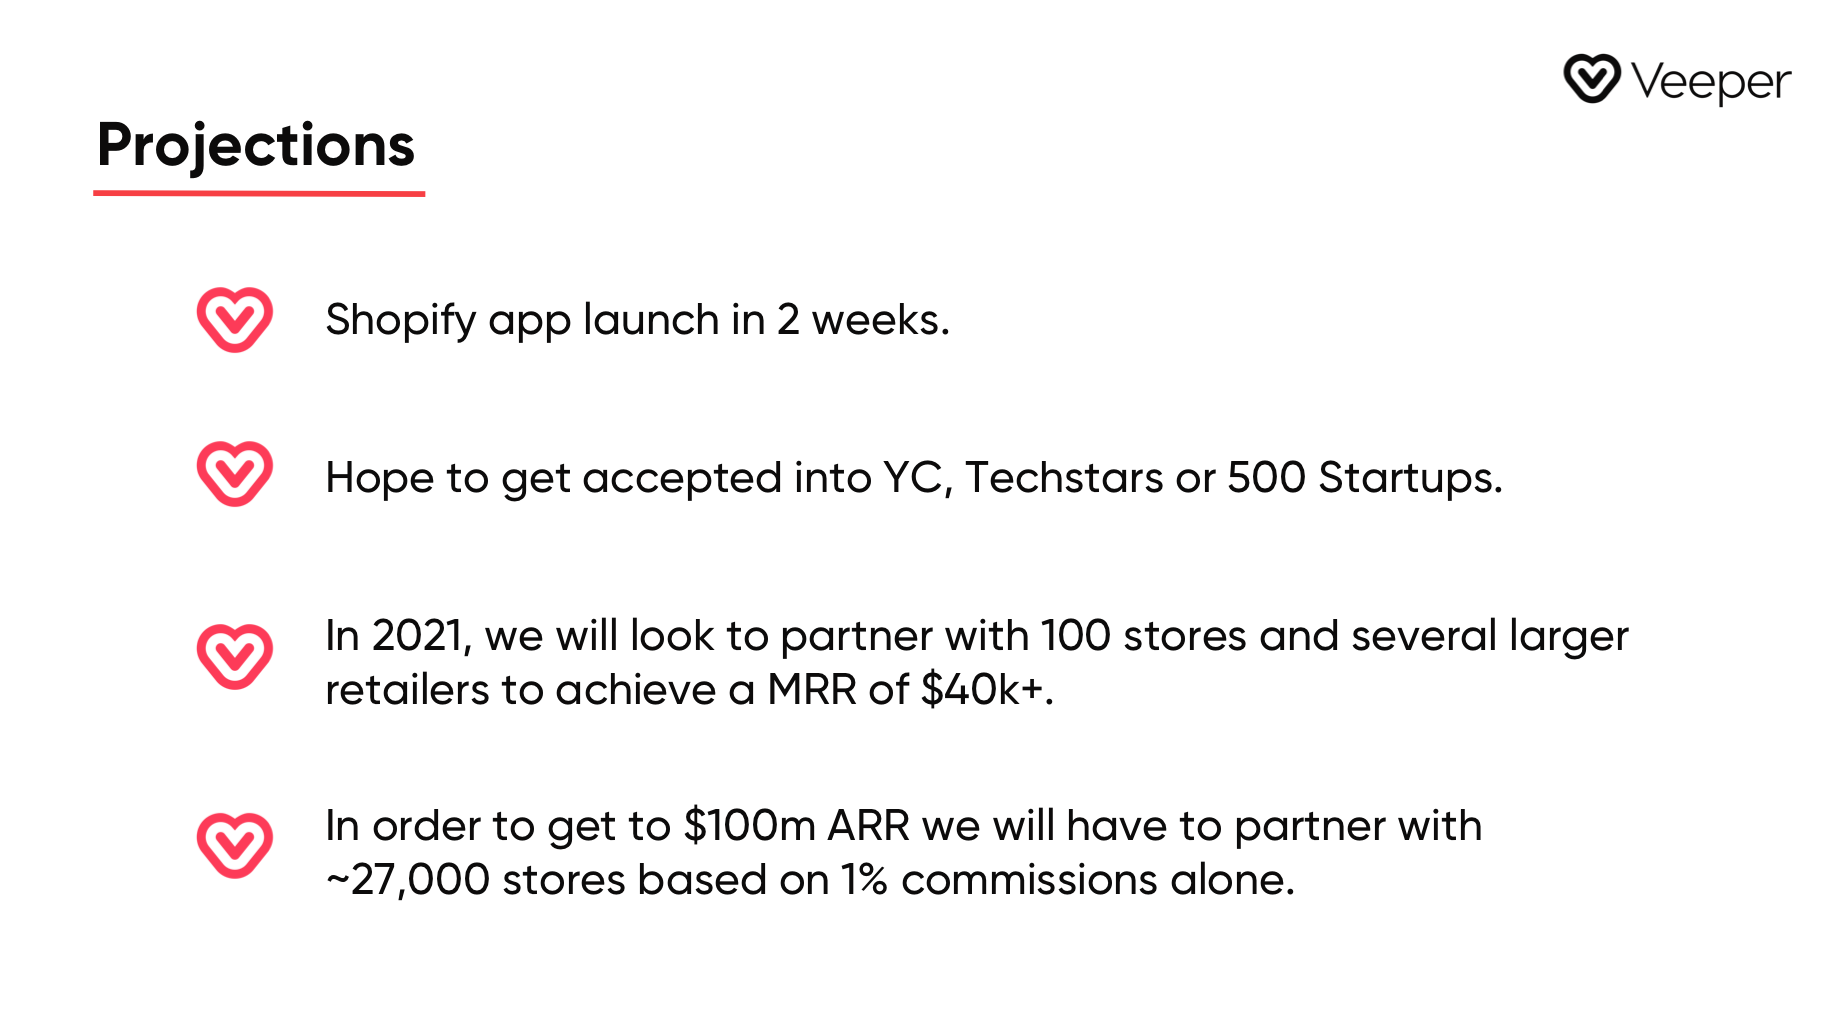 Veeper
Projections
Shopify app launch in 2 weeks.
Hope to get accepted into YC, Techstars or 500 Startups.
In 2021, we will look to partner with 100 stores and several larger
retailers to achieve a MRR of $40k+.
In order to get to $100m ARR we will have to partner with
~27,000 stores based on 1% commissions alone.